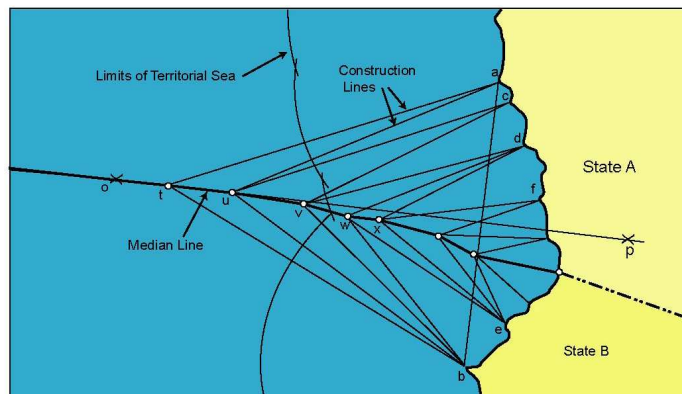 Limits of Territorial Sea
Construction
Lines
a
c
d
State A
f
o
t
u
v
w
x
Median Line
p
e
State B
b